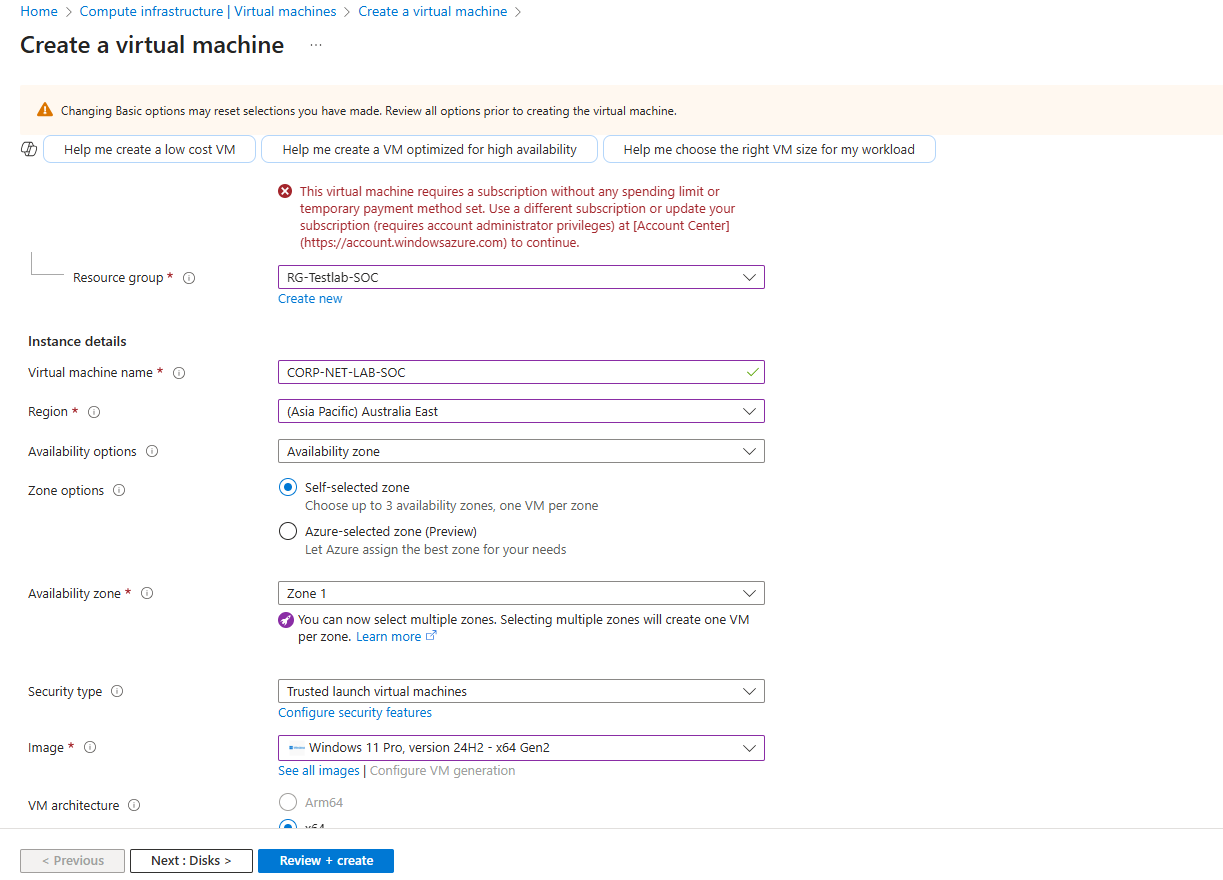 Home > Compute infrastructure | Virtual machines > Create a virtual machine >
Create a virtual machine ...
Changing Basic options may reset selections you have made. Review all options prior to creating the virtual machine.
Help me create a low cost VM
Help me create a VM optimized for high availability
Help me choose the right VM size for my workload
This virtual machine requires a subscription without any spending limit or
temporary payment method set. Use a different subscription or update your
subscription (requires account administrator privileges) at [Account Center]
(https://account.windowsazure.com) to continue.
Resource group *
RG-Testlab-SOC
Create new
Instance details
Virtual machine name *
CORP-NET-LAB-SOC
Region *
(Asia Pacific) Australia East
Availability options
Availability zone
Zone options
Self-selected zone
Choose up to 3 availability zones, one VM per zone
Azure-selected zone (Preview)
Let Azure assign the best zone for your needs
Availability zone *
Zone 1
You can now select multiple zones. Selecting multiple zones will create one VM
per zone. Learn more
Security type
Trusted launch virtual machines
Configure security features
Image *
Windows 11 Pro, version 24H2 - x64 Gen2
See all images | Configure VM generation
VM architecture
Arm64
x64
< Previous
Next : Disks >
Review + create